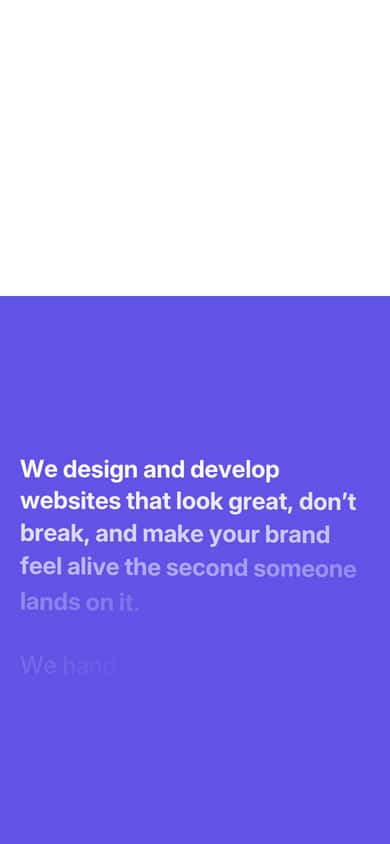 We design and develop
websites that look great, don’t
break, and make your brand
feel alive the second someone
lands on it.
We hand